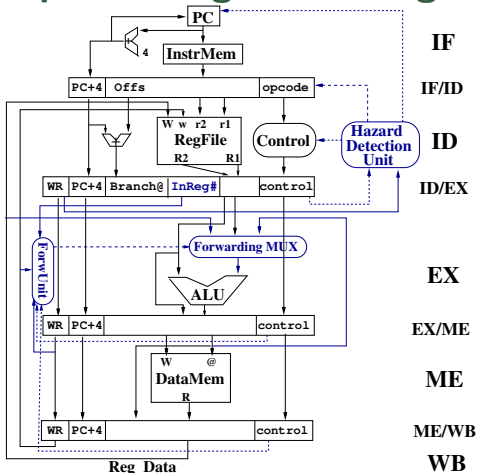 PC
IF
4
InstrMem
PC+4 Offs opcode IF/ID
W w r2 r1
RegFile
R2 R1
Control
Hazard
Detection
Unit
ID
WR PC+4 Branch@ InReg# control ID/EX
ForwUnit
Forwarding MUX
EX
ALU
WR PC+4 control EX/ME
W @
DataMem
R
ME
WR PC+4 control ME/WB
Reg Data
WB